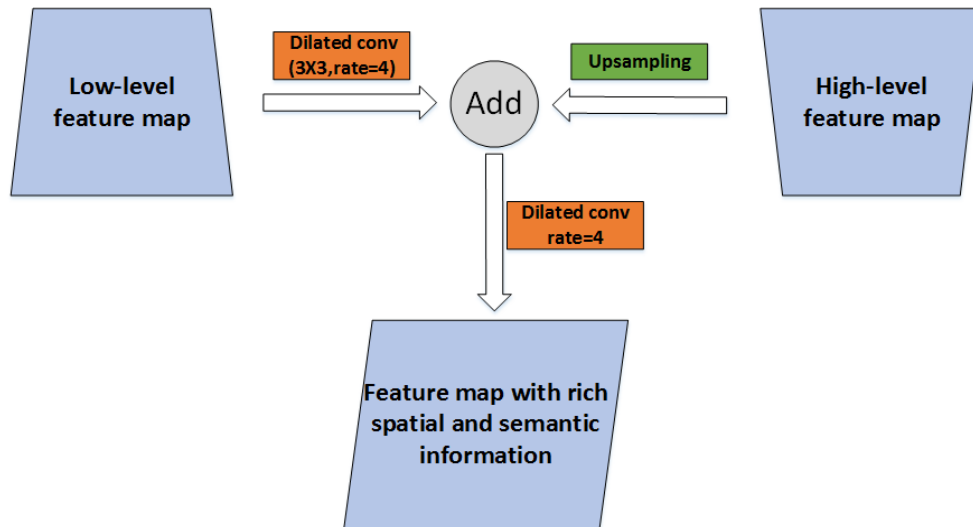 Low-level
feature map
Dilated conv
(3X3,rate=4)
Add
Upsampling
High-level
feature map
Dilated conv
rate=4
Feature map with rich
spatial and semantic
information